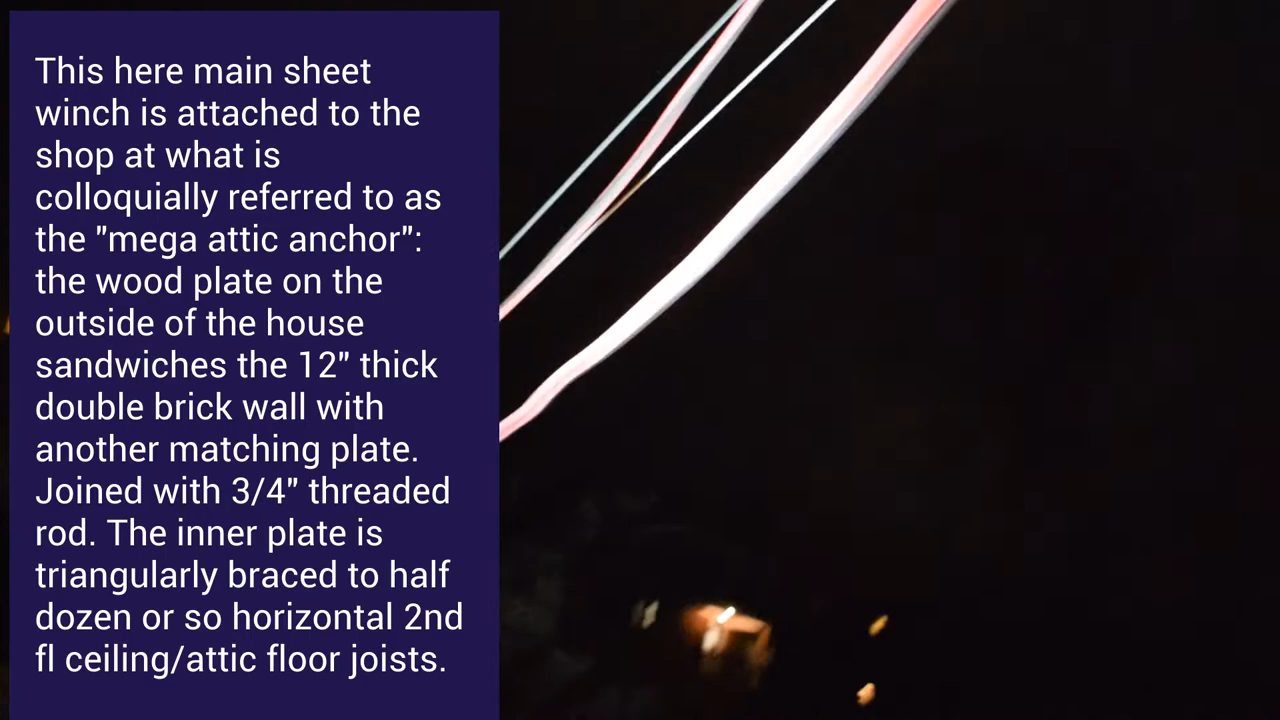 This here main sheet
winch is attached to the
shop at what is
colloquially referred to as
the "mega attic anchor":
the wood plate on the
outside of the house
sandwiches the 12" thick
double brick wall with
another matching plate.
Joined with 3/4" threaded
rod. The inner plate is
triangularly braced to half
dozen or so horizontal 2nd
fl ceiling/attic floor joists.